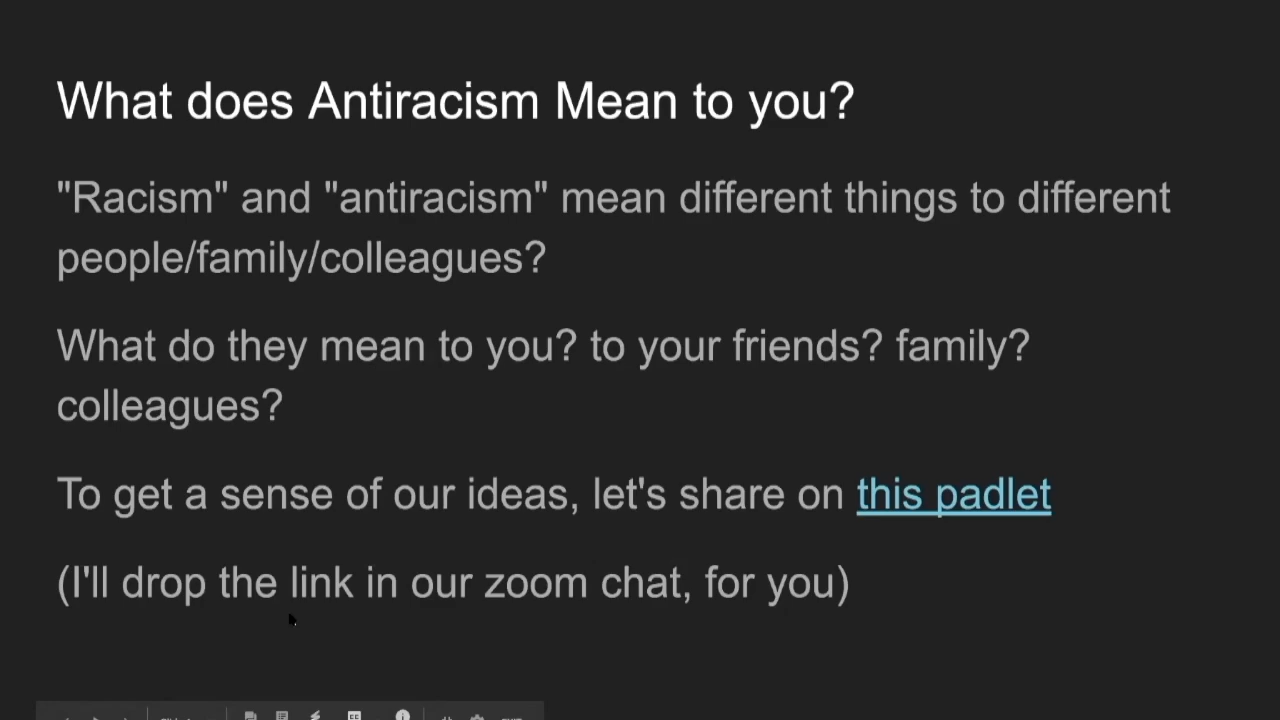 What does Antiracism Mean to you?
"Racism" and "antiracism" mean different things to different
people/family/colleagues?
What do they mean to you? to your friends? family?
colleagues?
To get a sense of our ideas, let's share on this padlet
(I'll drop the link in our zoom chat, for you)